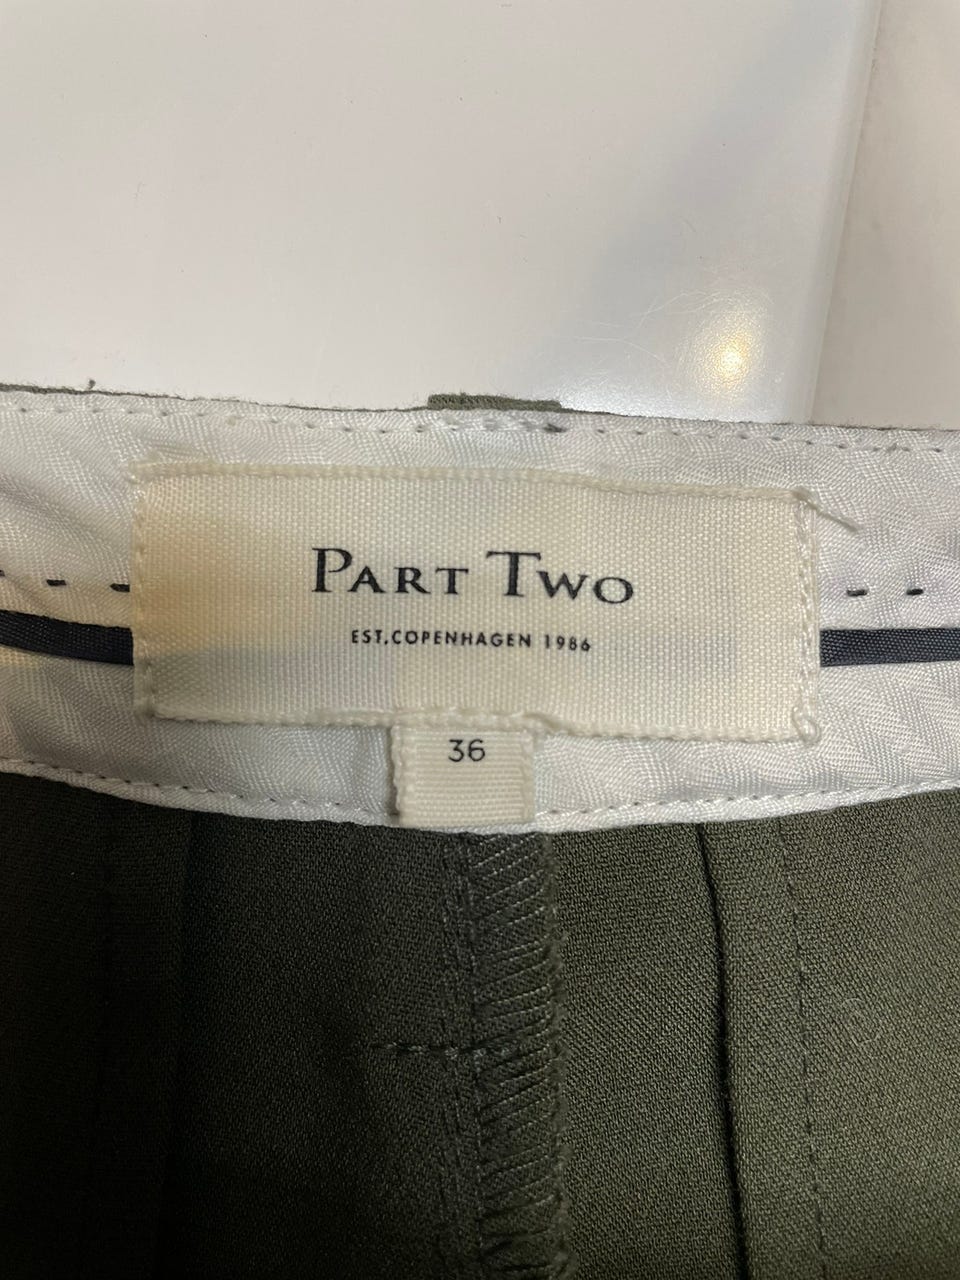 PART TWO
EST.COPENHAGEN 1986
36